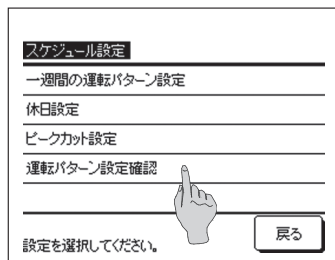 スケジュール設定
一週間の運転パターン設定
休日設定
ピークカット設定
運転パターン設定確認
設定を選択してください。
戻る